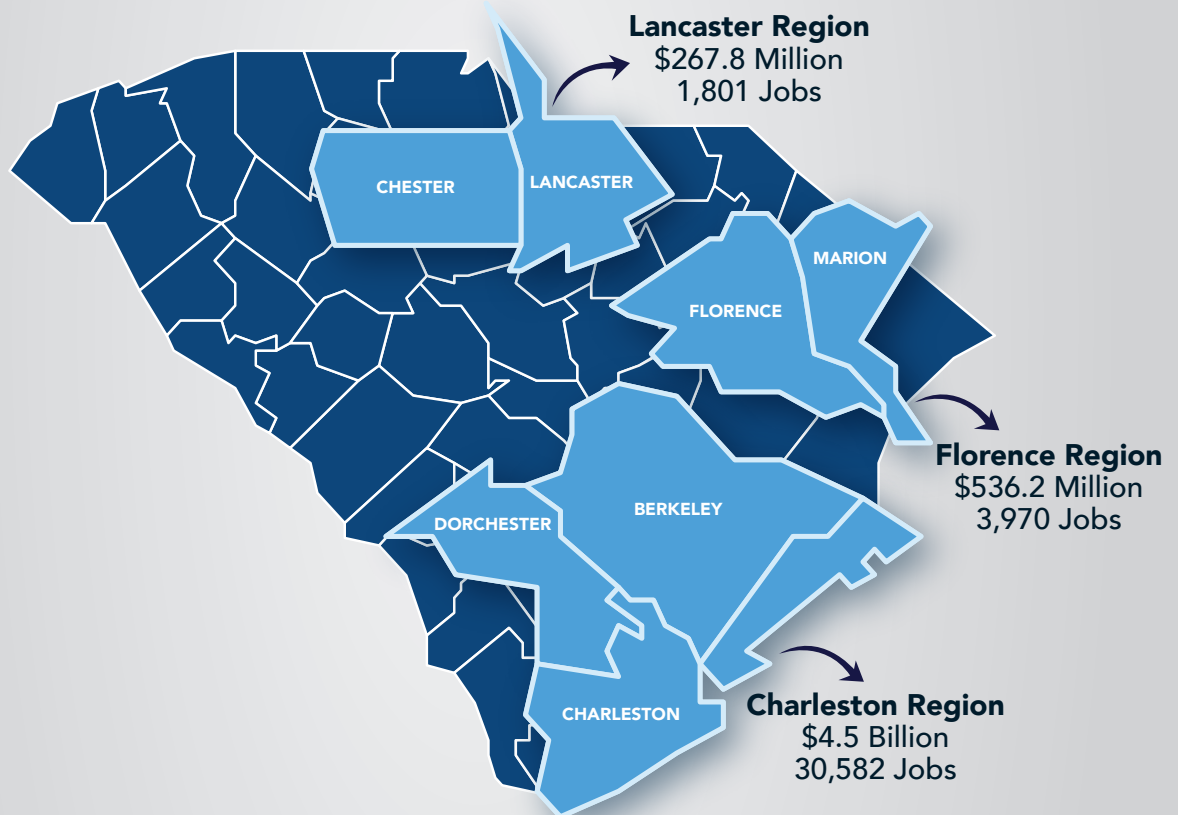 Lancaster Region
$267.8 Million
1,801 Jobs
CHESTER
LANCASTER
MARION
FLORENCE
Florence Region
$536.2 Million
3,970 Jobs
BERKELEY
DORCHESTER
CHARLESTON
Charleston Region
$4.5 Billion
30,582 Jobs